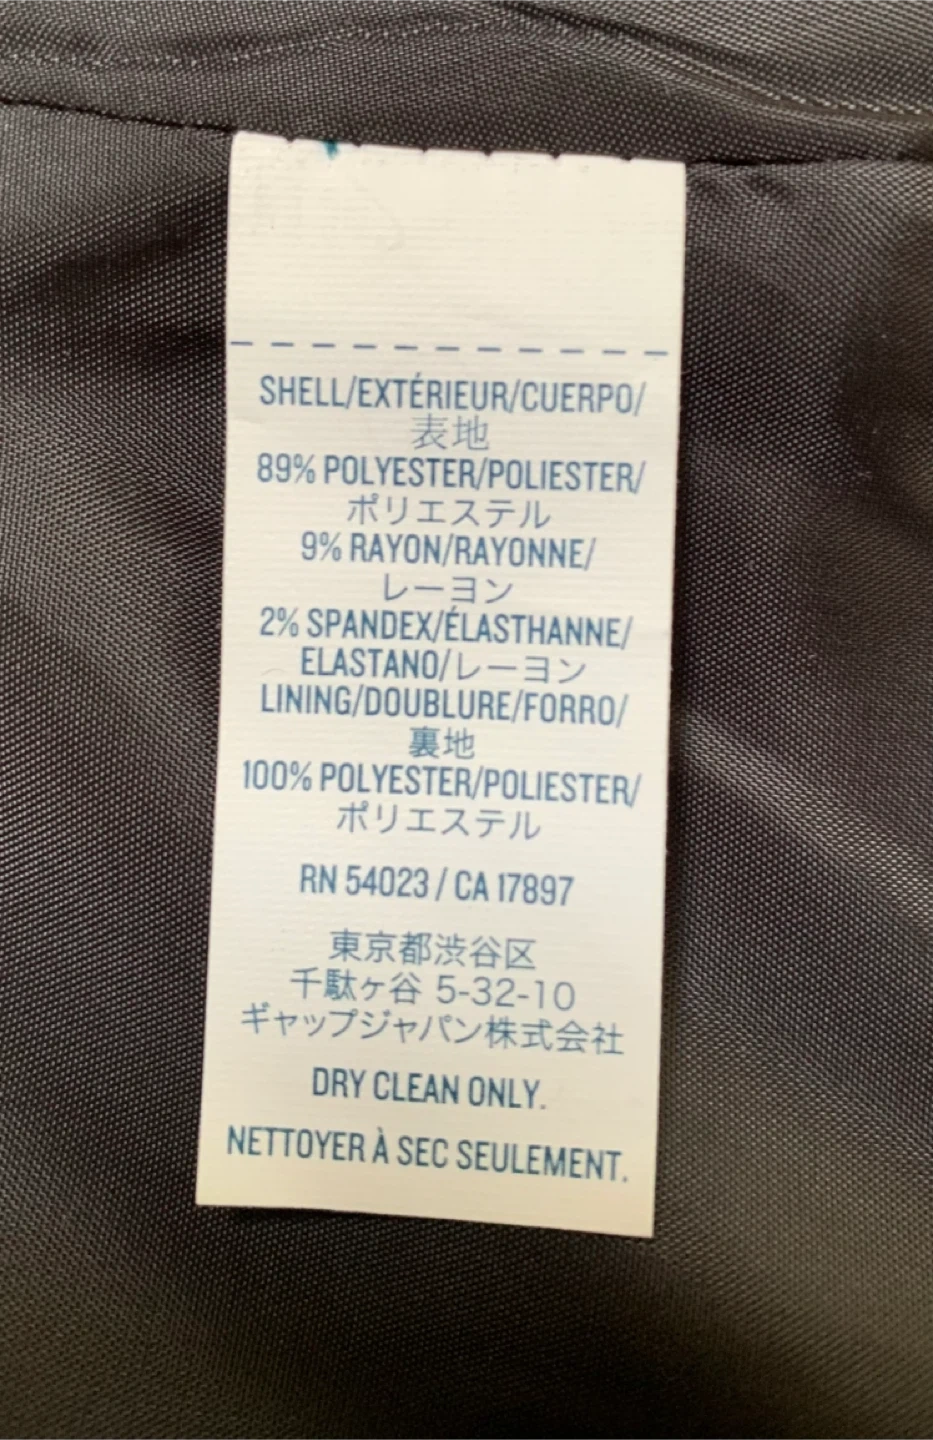 SHELL/EXTÉRIEUR/CUERPO/
表地
89% POLYESTER/POLIESTER/
ポリエステル
9% RAYON/RAYONNE/
レーヨン
2% SPANDEX/ÉLASTHANNE/
ELASTANO/レーヨン
LINING/DOUBLURE/FORRO/
裏地
100% POLYESTER/POLIESTER/
ポリエステル
RN 54023 / CA 17897
東京都渋谷区
千駄ヶ谷 5-32-10
ギャップジャパン株式会社
DRY CLEAN ONLY.
NETTOYER À SEC SEULEMENT.